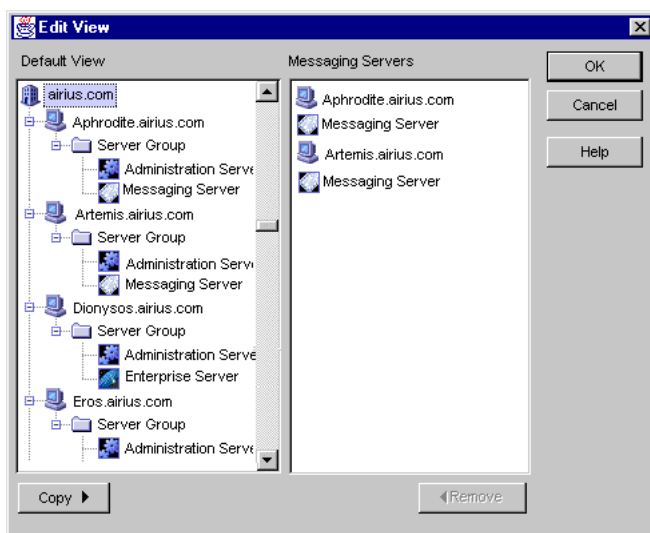 Edit View
Default View
Messaging Servers
airius.com
Aphrodite.airius.com
Server Group
Administration Serve
Messaging Server
Artemis.airius.com
Server Group
Administration Serv
Messaging Server
Dionysos.airius.com
Server Group
Administration Serve
Enterprise Server
Eros.airius.com
Server Group
Administration Serve
Aphrodite.airius.com
Messaging Server
Artemis.airius.com
Messaging Server
OK
Cancel
Help
Copy
Remove